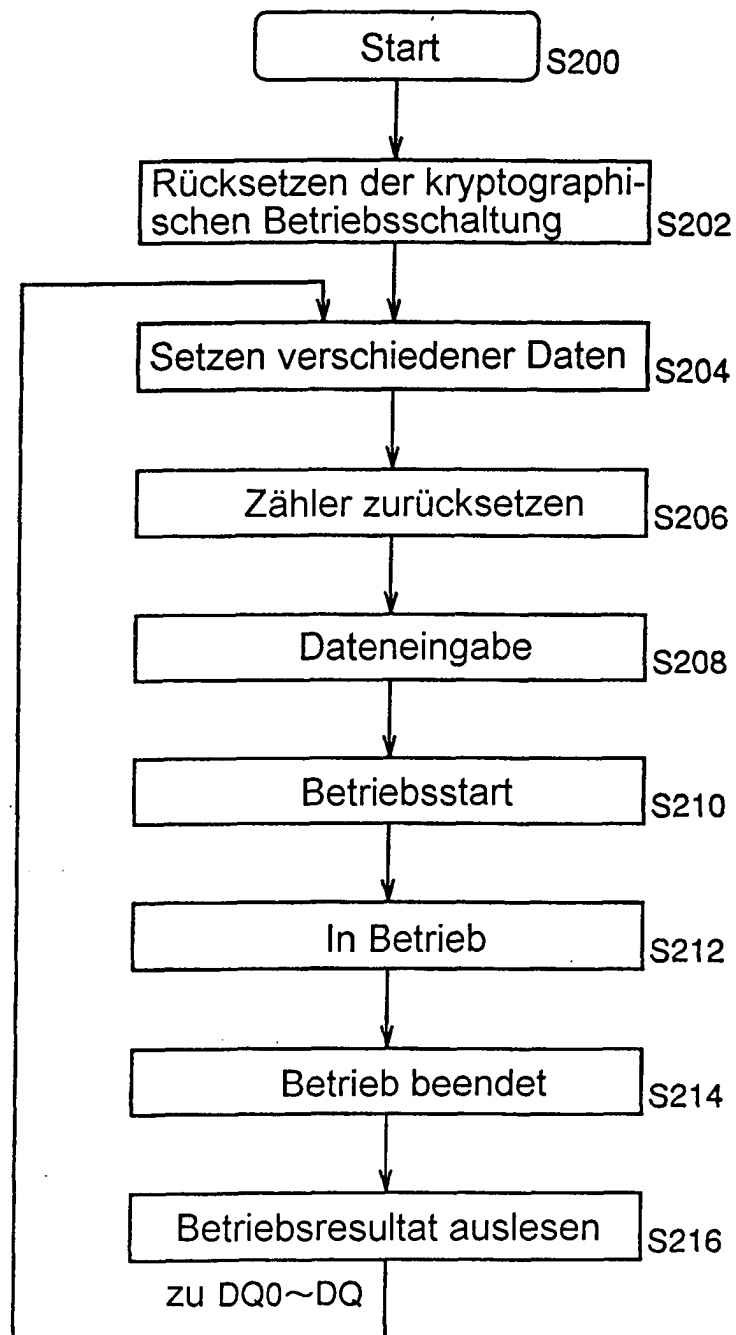 Start
S200
Rücksetzen der kryptographi-
schen Betriebsschaltung
S202
Setzen verschiedener Daten
S204
Zähler zurücksetzen
S206
Dateneingabe
S208
Betriebsstart
S210
In Betrieb
S212
Betrieb beendet
S214
Betriebsresultat auslesen
S216
zu DQ0~DQ